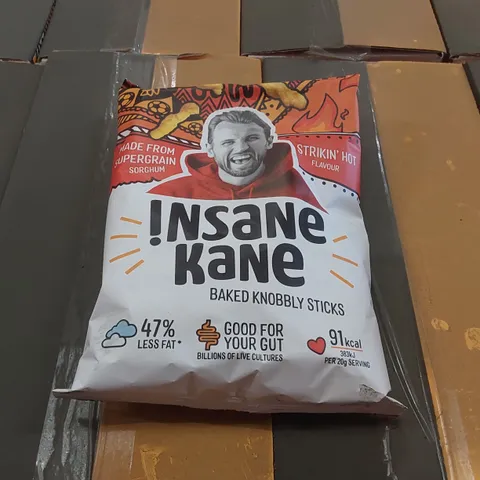 MADE FROM
SUPERGRAIN
SORGHUM
STRIKIN' HOT
FLAVOUR
!NSANE
KANE
BAKED KNOBBLY STICKS
47%
LESS FAT*
GOOD FOR
YOUR GUT
BILLIONS OF LIVE CULTURES
91kcal
383kJ
PER 20g SERVING